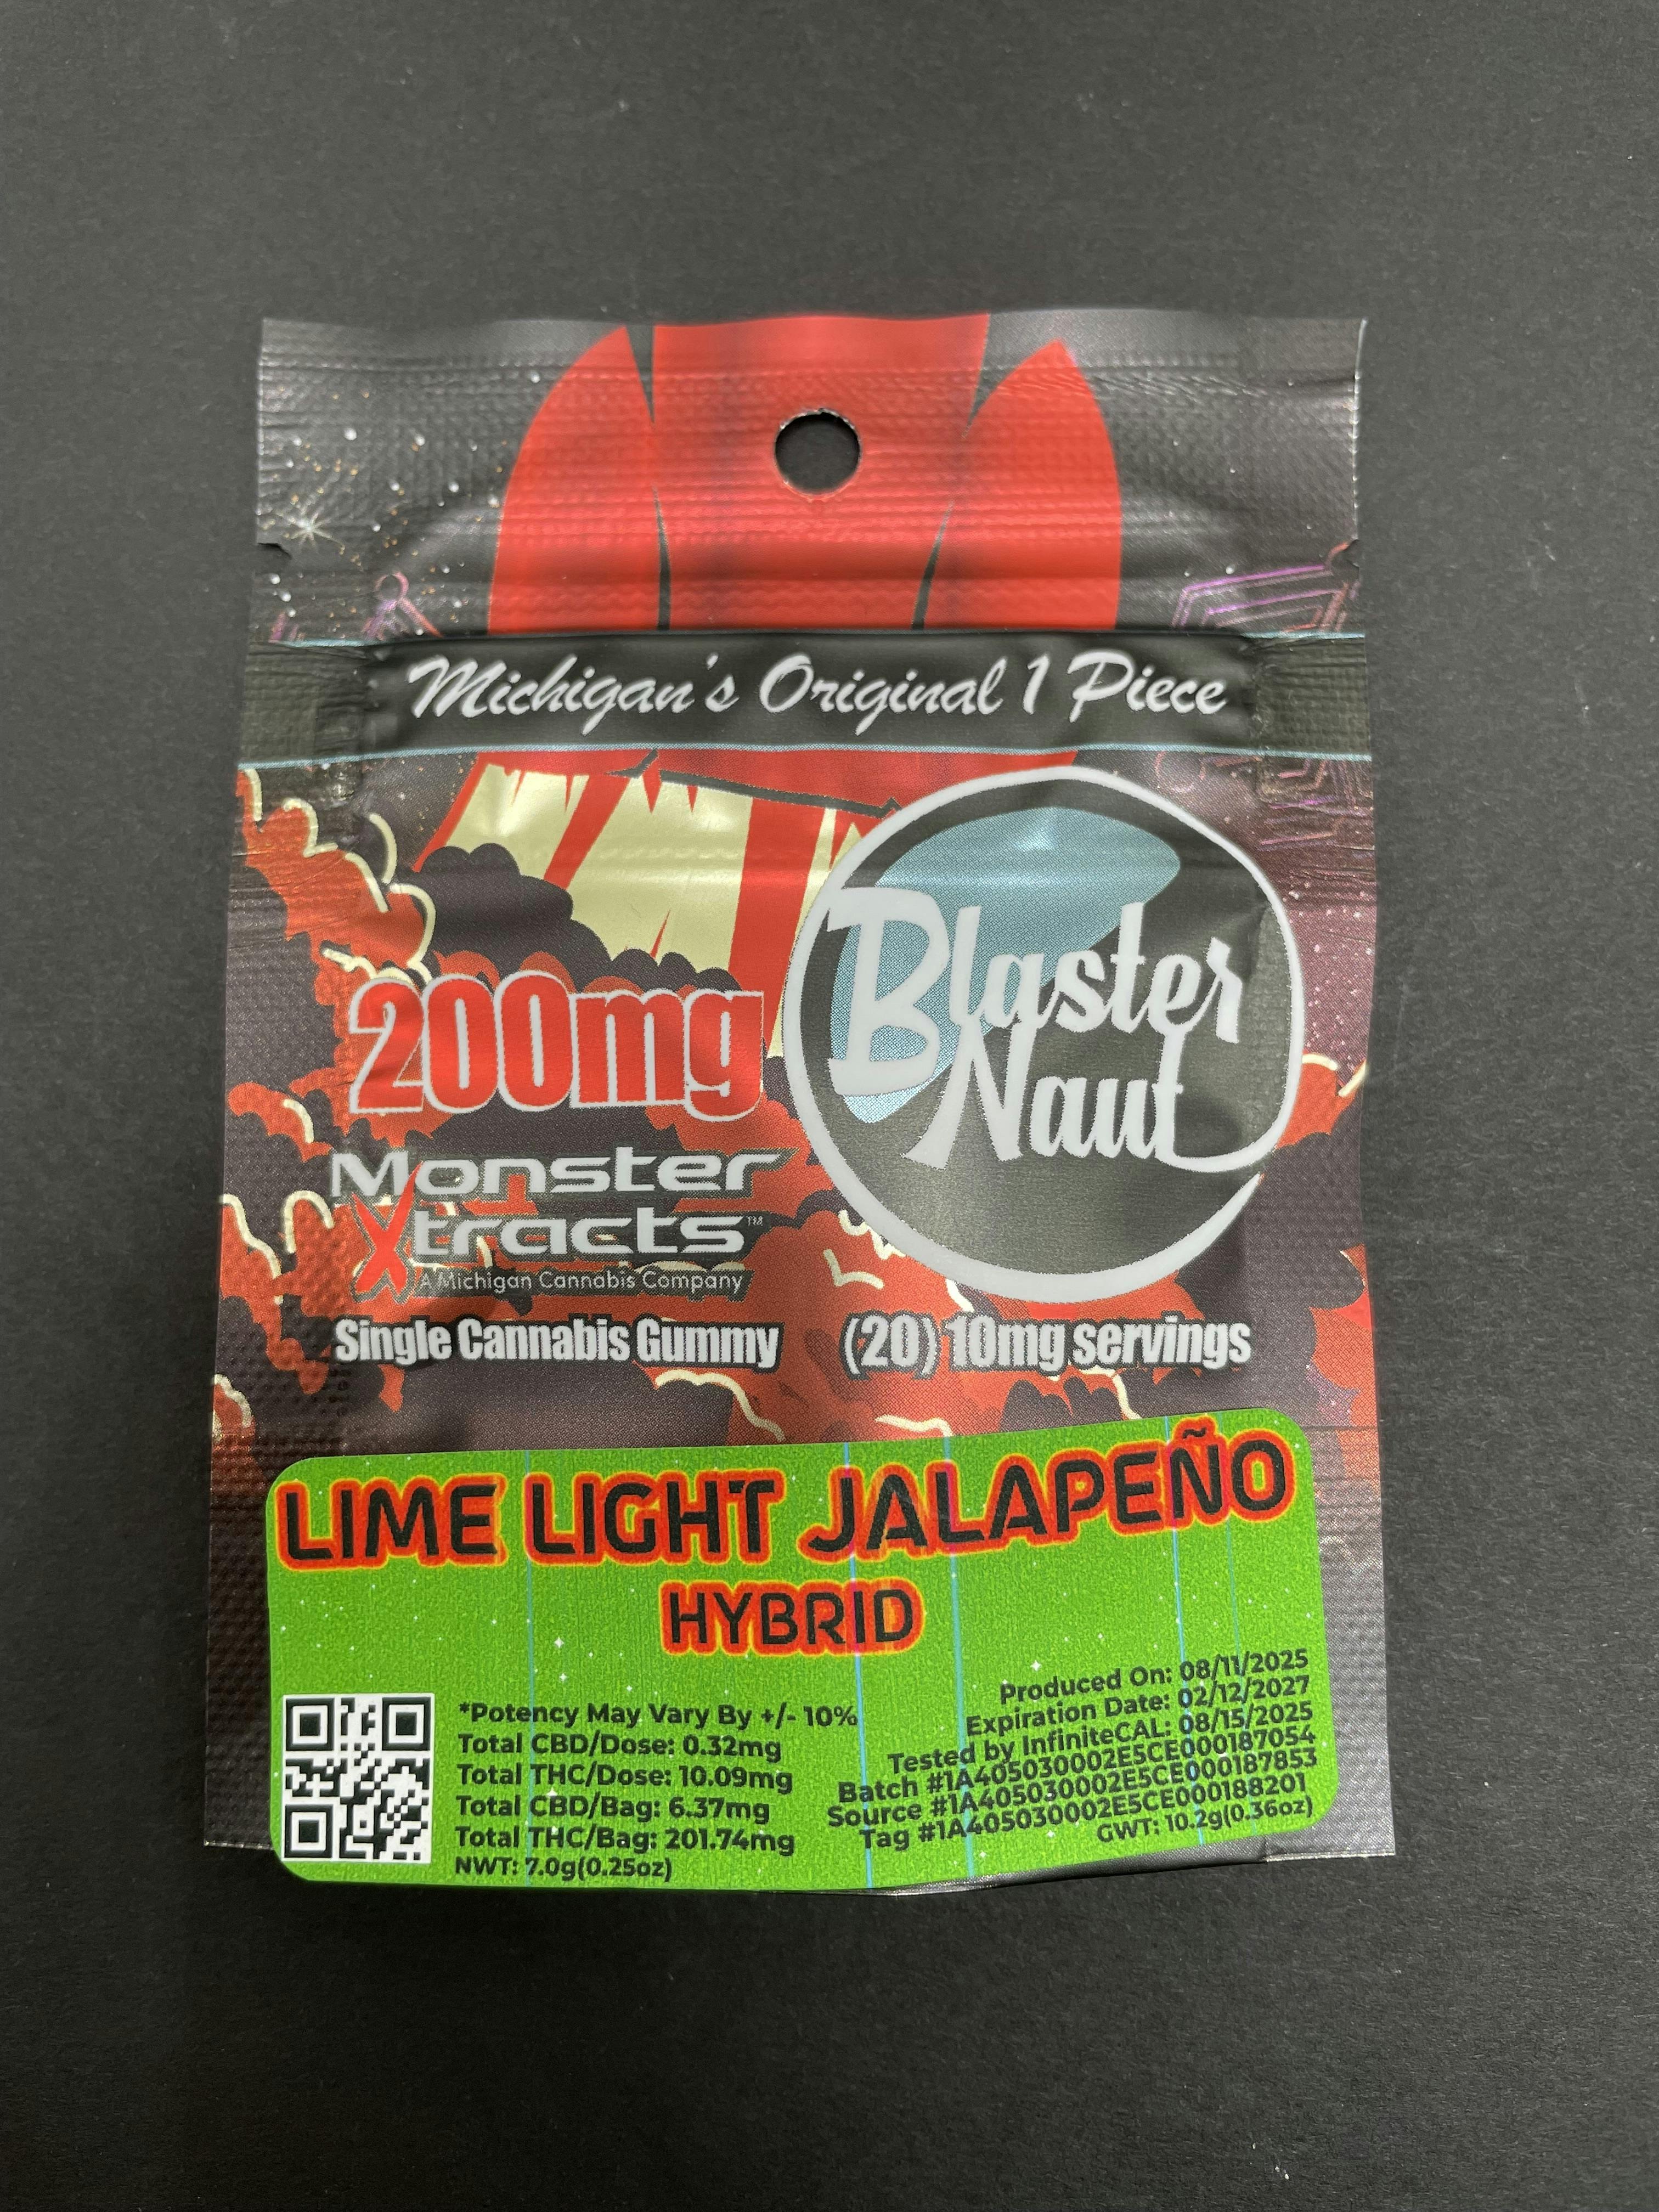 Michigan's Original 1 Piece
Blaster
Naut
200mg
Monster
Xtracts™
A Michigan Cannabis Company
Single Cannabis Gummy
(20) 10mg servings
LIME LIGHT JALAPEÑO
HYBRID
*Potency May Vary By +/- 10%
Total CBD/Dose: 0.32mg
Total THC/Dose: 10.09mg
Total CBD/Bag: 6.37mg
Total THC/Bag: 201.74mg
NWT: 7.0g(0.25oz)
Produced On: 08/11/2025
Expiration Date: 02/12/2027
Tested by InfiniteCAL: 08/15/2025
Batch #1A405030002E5CE000187054
Source #1A405030002E5CE000187853
Tag #1A405030002E5CE000188201
GWT: 10.2g(0.36oz)